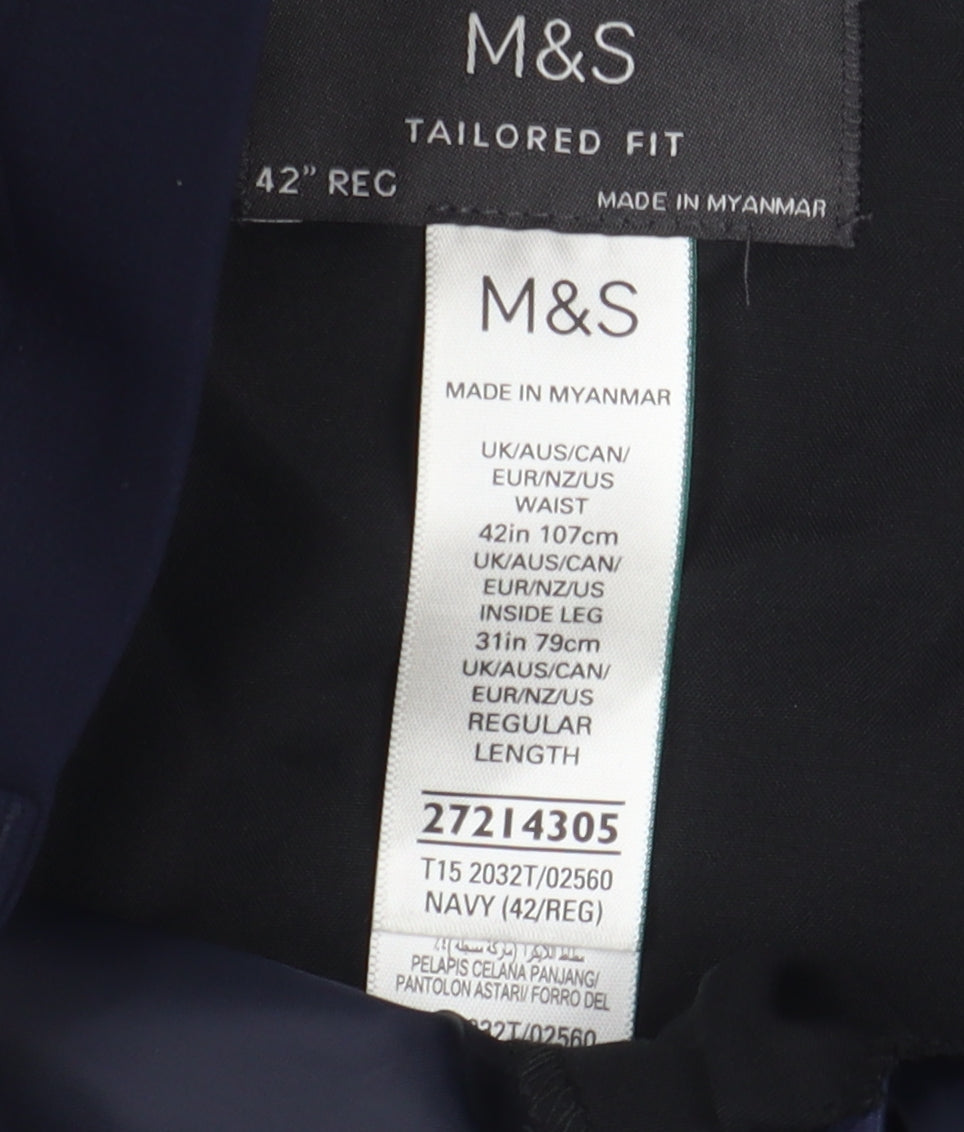 M&S
TAILORED FIT
42" REG
MADE IN MYANMAR
M&S
MADE IN MYANMAR
UK/AUS/CAN/
EUR/NZ/US
WAIST
42in 107cm
UK/AUS/CAN/
EUR/NZ/US
INSIDE LEG
31in 79cm
UK/AUS/CAN/
EUR/NZ/US
REGULAR
LENGTH
27214305
T15 2032T/02560
NAVY (42/REG)
PELAPIS CELANA PANJANG/
PANTOLON ASTARI/ FORRO DEL
32T/02560